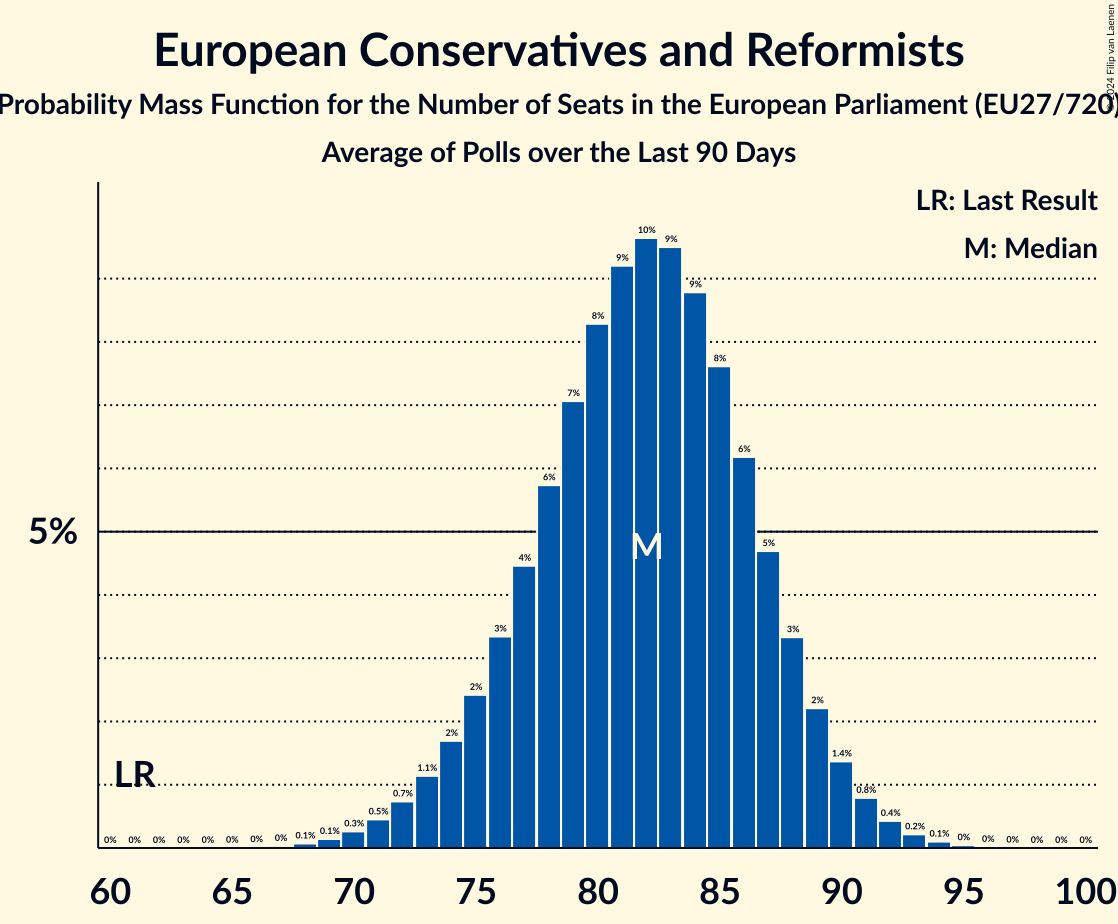 European Conservatives and Reformists
Probability Mass Function for the Number of Seats in the European Parliament (EU27/720)
Average of Polls over the Last 90 Days
© 2024 Filip van Laenen
LR: Last Result
M: Median
5%
LR
M
0% 0% 0% 0% 0% 0% 0% 0% 0.1% 0.1% 0.3% 0.5% 0.7% 1.1% 2% 2% 3% 4% 6% 7% 8% 9% 10% 9% 9% 8% 6% 5% 3% 2% 1.4% 0.8% 0.4% 0.2% 0.1% 0% 0% 0% 0% 0% 0%
60 65 70 75 80 85 90 95 100